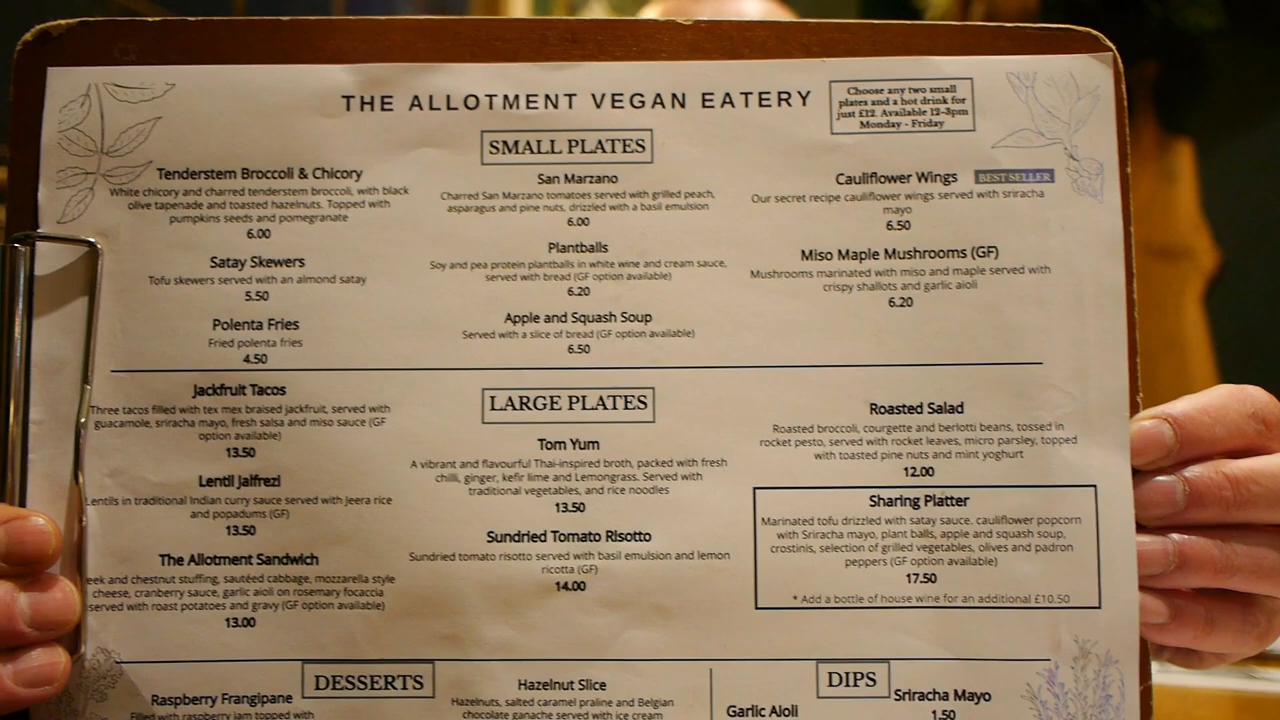 THE ALLOTMENT VEGAN EATERY
Choose any two small
plates and a hot drink for
just £12. Available 12-3pm
Monday - Friday
SMALL PLATES
Tenderstem Broccoli & Chicory
White chicory and charred tenderstem broccoli, with black
olive tapenade and toasted hazelnuts. Topped with
pumpkins seeds and pomegranate
6.00
Satay Skewers
Tofu skewers served with an almond satay
5.50
Polenta Fries
Fried polenta fries
4.50
San Marzano
Charred San Marzano tomatoes served with grilled peach,
asparagus and pine nuts, drizzled with a basil emulsion
6.00
Plantballs
Soy and pea protein plantballs in white wine and cream sauce,
served with bread (GF option available)
6.20
Apple and Squash Soup
Served with a slice of bread (GF option available)
6.50
Cauliflower Wings BEST SELLER
Our secret recipe cauliflower wings served with sriracha
mayo
6.50
Miso Maple Mushrooms (GF)
Mushrooms marinated with miso and maple served with
crispy shallots and garlic aioli
6.20
LARGE PLATES
Jackfruit Tacos
Three tacos filled with tex mex braised jackfruit, served with
guacamole, sriracha mayo, fresh salsa and miso sauce (GF
option available)
13.50
Lentil Jalfrezi
Lentils in traditional Indian curry sauce served with Jeera rice
and popadums (GF)
13.50
The Allotment Sandwich
eek and chestnut stuffing, sautéed cabbage, mozzarella style
cheese, cranberry sauce, garlic aioli on rosemary focaccia
served with roast potatoes and gravy (GF option available)
13.00
Tom Yum
A vibrant and flavourful Thai-inspired broth, packed with fresh
chilli, ginger, kefir lime and Lemongrass. Served with
traditional vegetables, and rice noodles
13.50
Sundried Tomato Risotto
Sundried tomato risotto served with basil emulsion and lemon
ricotta (GF)
14.00
Roasted Salad
Roasted broccoli, courgette and berlotti beans, tossed in
rocket pesto, served with rocket leaves, micro parsley, topped
with toasted pine nuts and mint yoghurt
12.00
Sharing Platter
Marinated tofu drizzled with satay sauce. cauliflower popcorn
with Sriracha mayo, plant balls, apple and squash soup,
crostinis, selection of grilled vegetables, olives and padron
peppers (GF option available)
17.50
* Add a bottle of house wine for an additional £10.50
DESSERTS
Raspberry Frangipane
Filled with raspberry jam topped with
Hazelnut Slice
Hazelnuts, salted caramel praline and Belgian
chocolate ganache served with ice cream
DIPS
Garlic Aioli
Sriracha Mayo
1.50